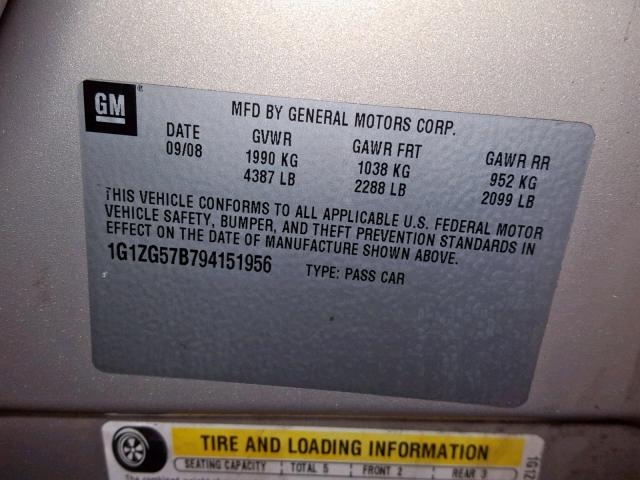 GM
MFD BY GENERAL MOTORS CORP.
DATE GVWR GAWR FRT GAWR RR
09/08 1990 KG 1038 KG 952 KG
4387 LB 2288 LB 2099 LB
THIS VEHICLE CONFORMS TO ALL APPLICABLE U.S. FEDERAL MOTOR
VEHICLE SAFETY, BUMPER, AND THEFT PREVENTION STANDARDS IN
EFFECT ON THE DATE OF MANUFACTURE SHOWN ABOVE.
1G1ZG57B794151956 TYPE: PASS CAR
TIRE AND LOADING INFORMATION
SEATING CAPACITY TOTAL 5 FRONT 2 REAR 3
1G1Z